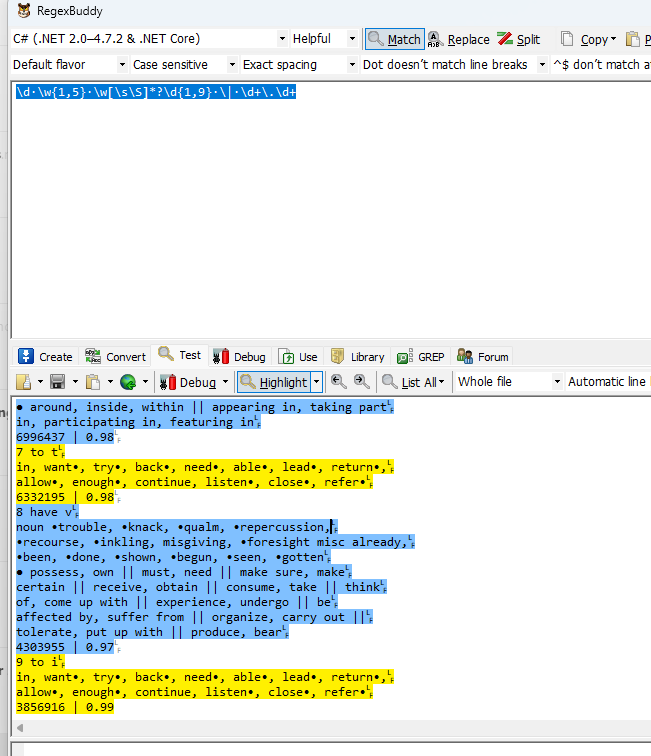 RegexBuddy
C# (.NET 2.0–4.7.2 & .NET Core) Helpful Match Replace Split Copy
Default flavor Case sensitive Exact spacing Dot doesn't match line breaks ^$ don't match
\d·\w{1,5}·\w[\s\S]*?\d{1,9}·\|·\d+\.\d+
Create Convert Test Debug Use Library GREP Forum
Debug Highlight List All Whole file Automatic line
• around, inside, within || appearing in, taking part
in, participating in, featuring in
6996437 | 0.98
7 to t
in, want•, try•, back•, need•, able•, lead•, return•,
allow•, enough•, continue, listen•, close•, refer•
6332195 | 0.98
8 have v
noun •trouble, •knack, •qualm, •repercussion,
•recourse, •inkling, misgiving, •foresight misc already,
•been, •done, •shown, •begun, •seen, •gotten
• possess, own || must, need || make sure, make
certain || receive, obtain || consume, take || think
of, come up with || experience, undergo || be
affected by, suffer from || organize, carry out ||
tolerate, put up with || produce, bear
4303955 | 0.97
9 to i
in, want•, try•, back•, need•, able•, lead•, return•,
allow•, enough•, continue, listen•, close•, refer•
3856916 | 0.99